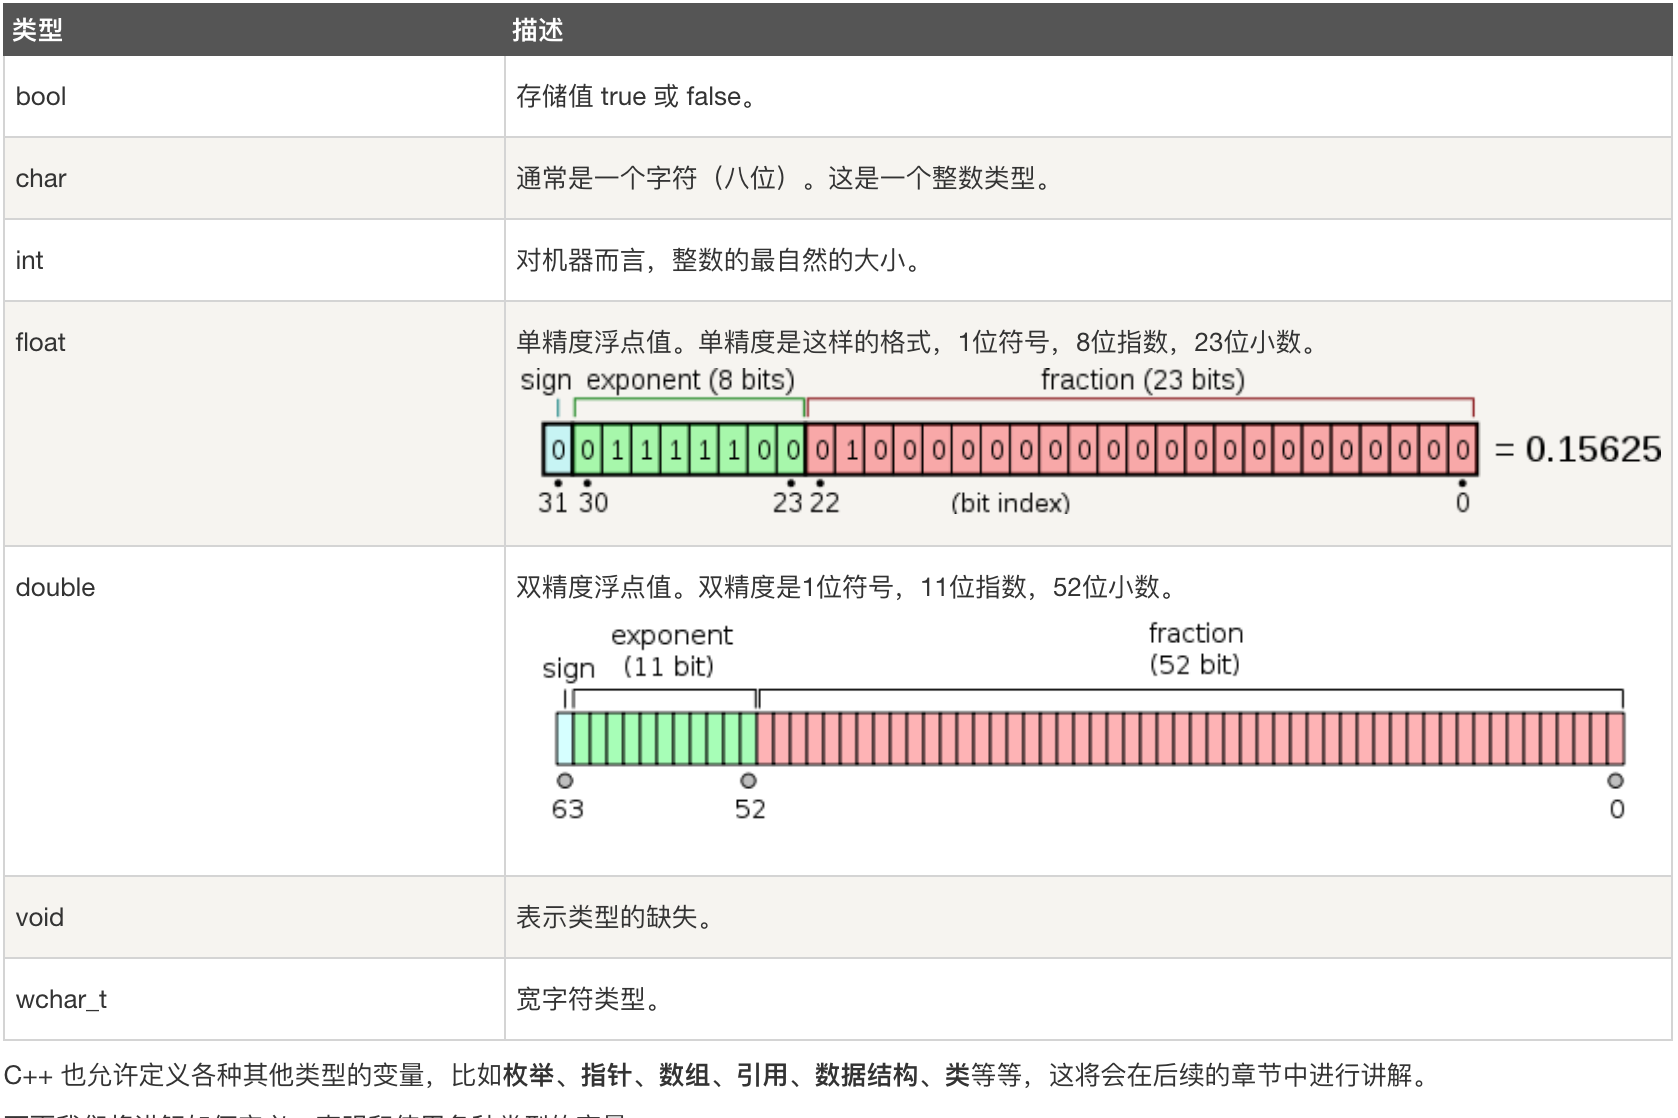 类型 描述
bool 存储值 true 或 false。
char 通常是一个字符（八位）。这是一个整数类型。
int 对机器而言，整数的最自然的大小。
float 单精度浮点值。单精度是这样的格式，1位符号，8位指数，23位小数。
sign exponent (8 bits) fraction (23 bits)
0 0 1 1 1 1 1 0 0 0 1 0 0 0 0 0 0 0 0 0 0 0 0 0 0 0 0 0 0 0 0 0 = 0.15625
31 30 23 22 (bit index) 0
double 双精度浮点值。双精度是1位符号，11位指数，52位小数。
exponent fraction
sign (11 bit) (52 bit)
63 52 0
void 表示类型的缺失。
wchar_t 宽字符类型。
C++ 也允许定义各种其他类型的变量，比如枚举、指针、数组、引用、数据结构、类等等，这将会在后续的章节中进行讲解。